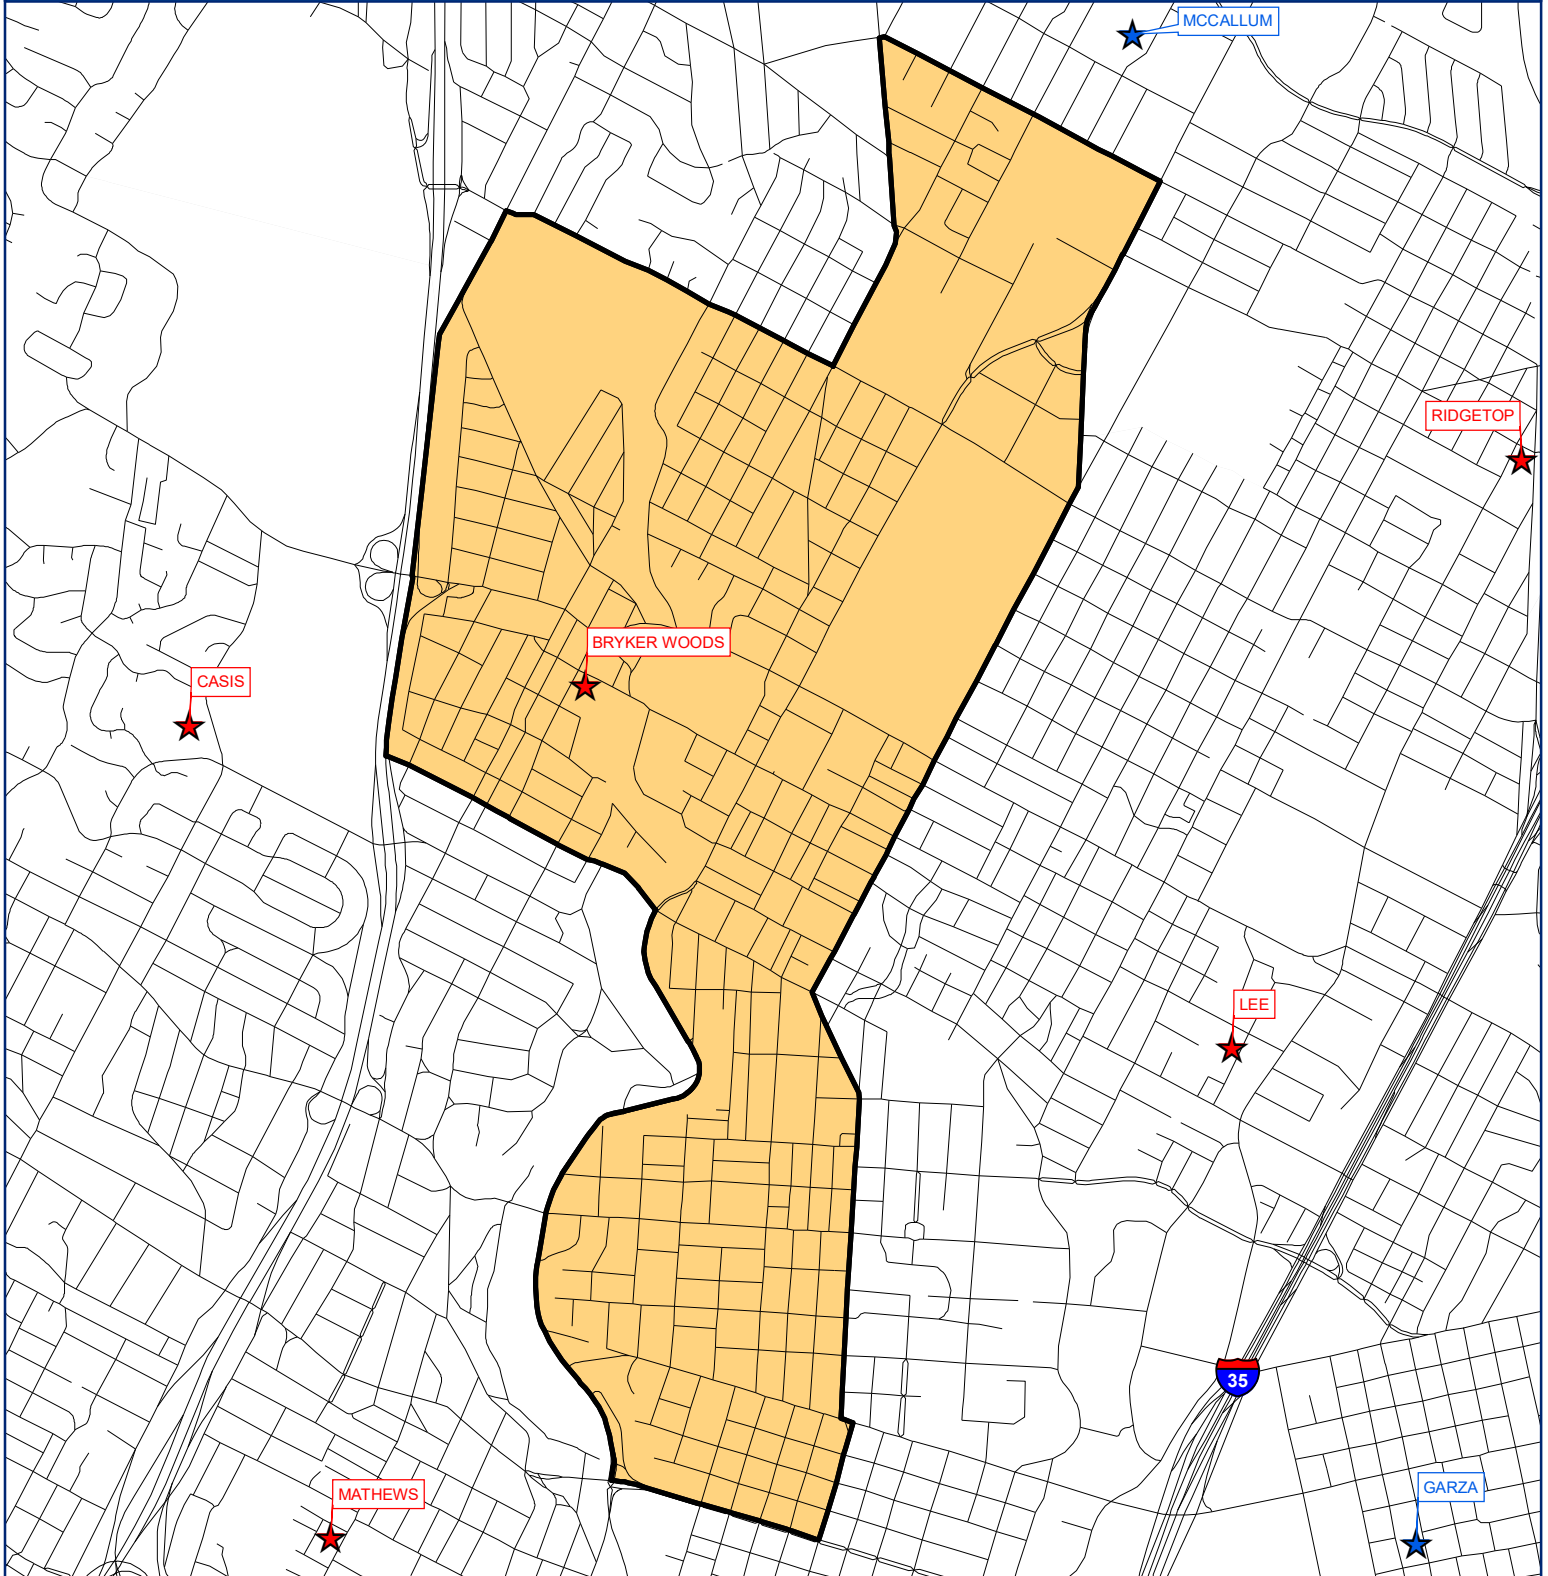 MCCALLUM
RIDGETOP
BRYKER WOODS
CASIS
LEE
35
MATHEWS
GARZA